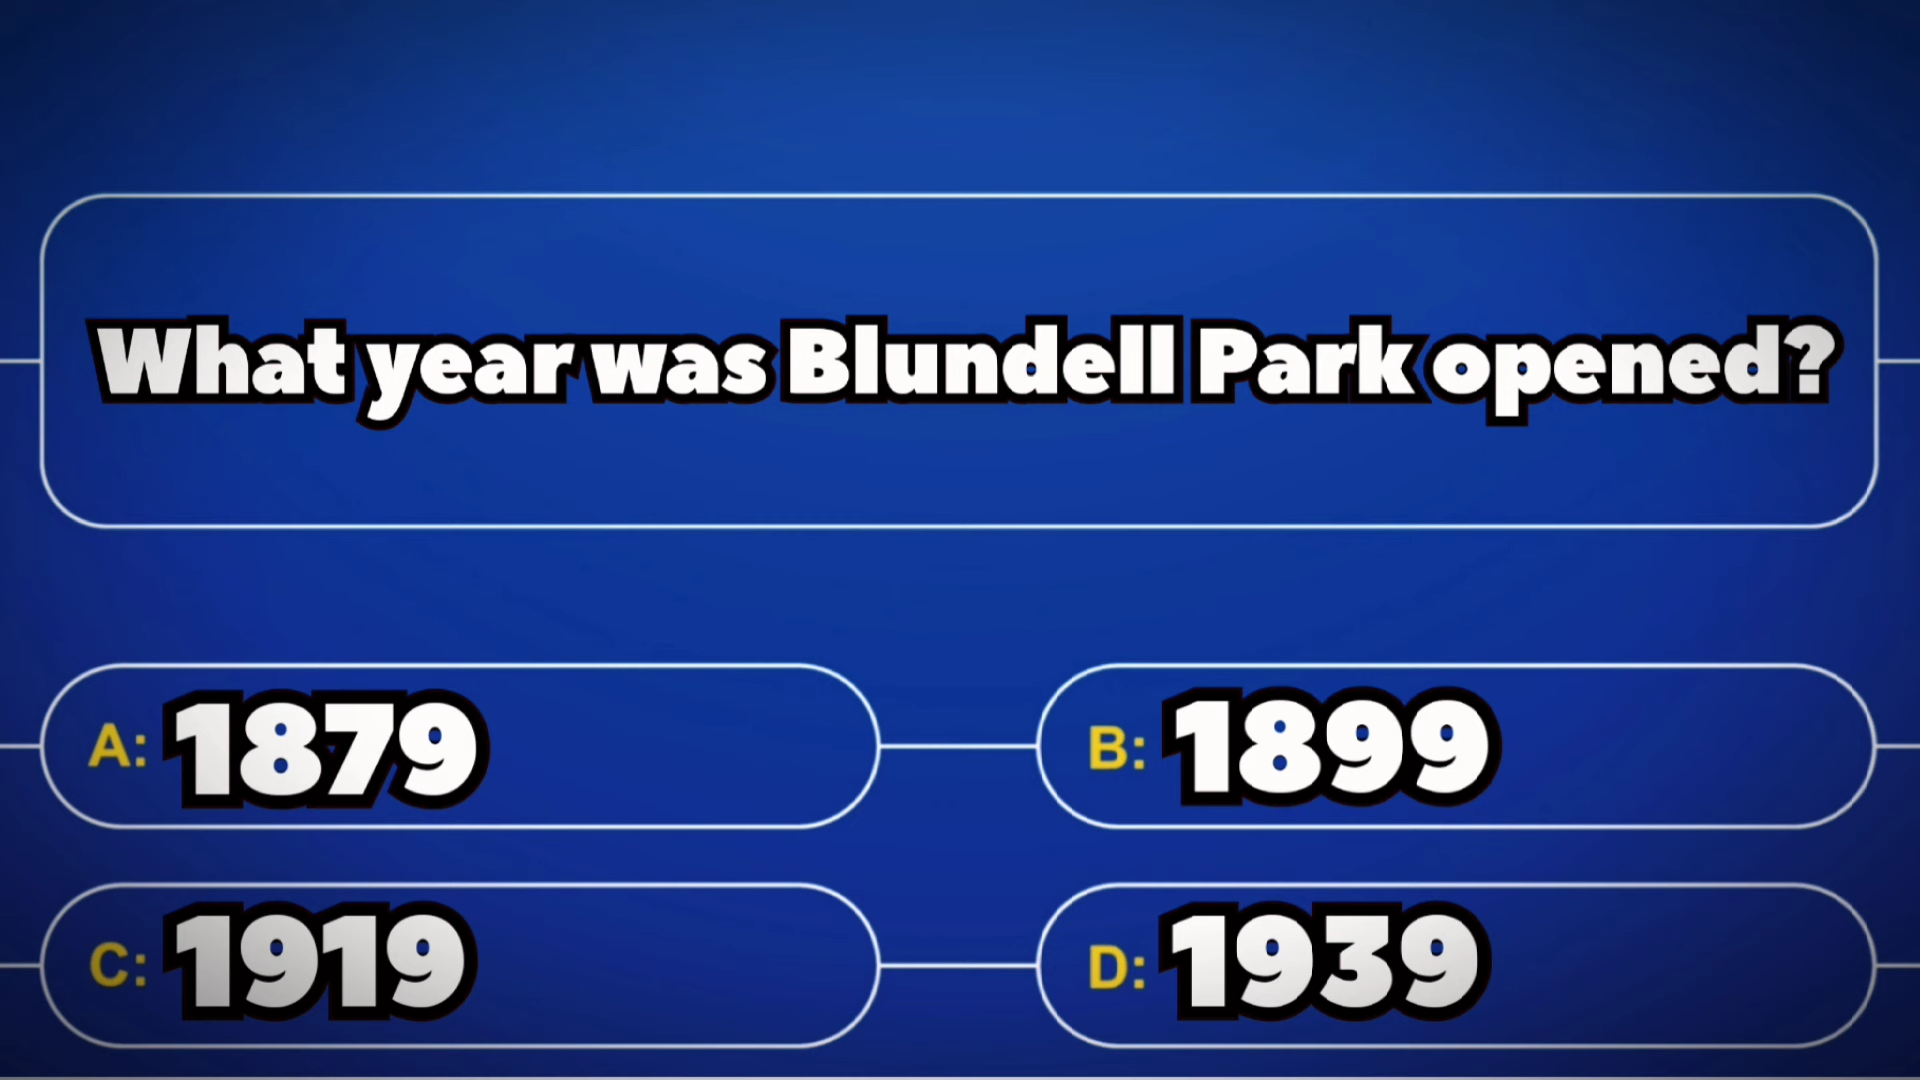 What year was Blundell Park opened?
A: 1879
B: 1899
C: 1919
D: 1939